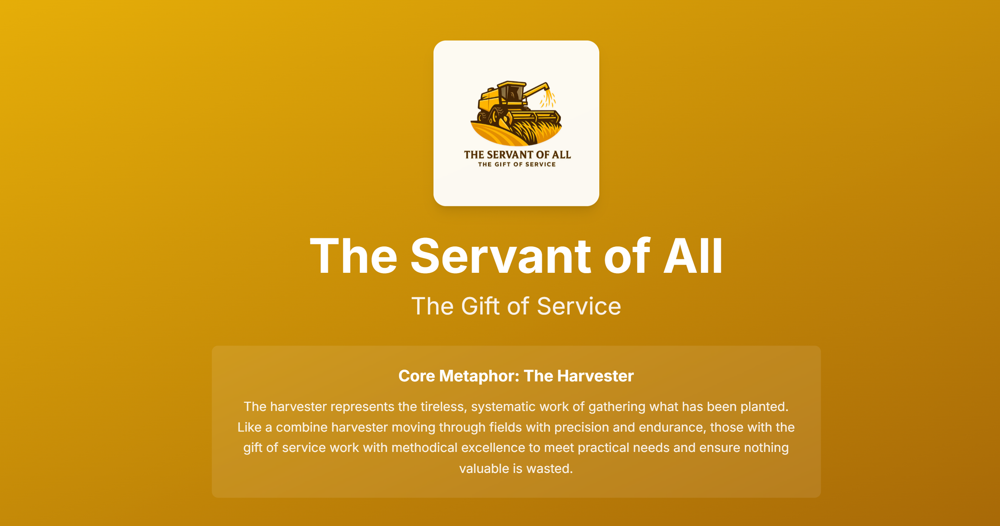 THE SERVANT OF ALL
THE GIFT OF SERVICE
The Servant of All
The Gift of Service
Core Metaphor: The Harvester
The harvester represents the tireless, systematic work of gathering what has been planted.
Like a combine harvester moving through fields with precision and endurance, those with the
gift of service work with methodical excellence to meet practical needs and ensure nothing
valuable is wasted.